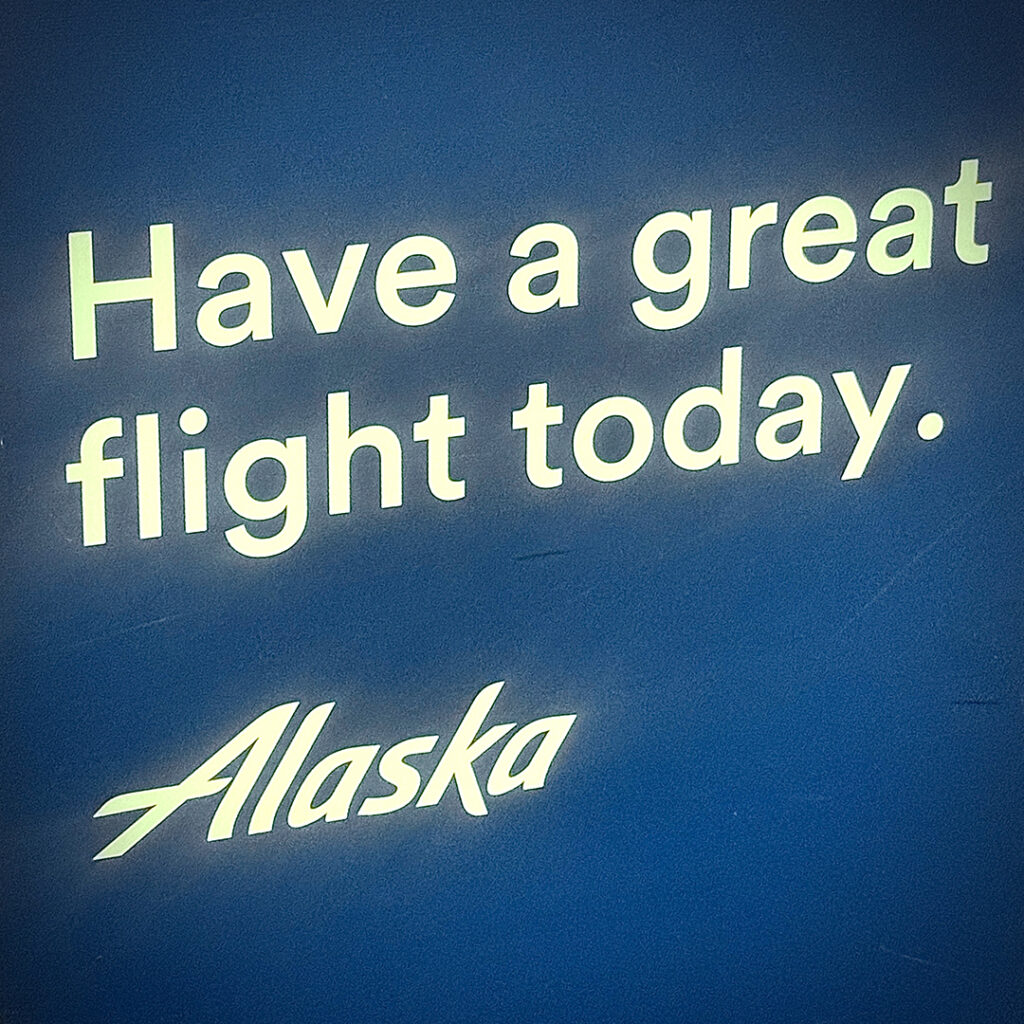 Have a great
flight today.
Alaska